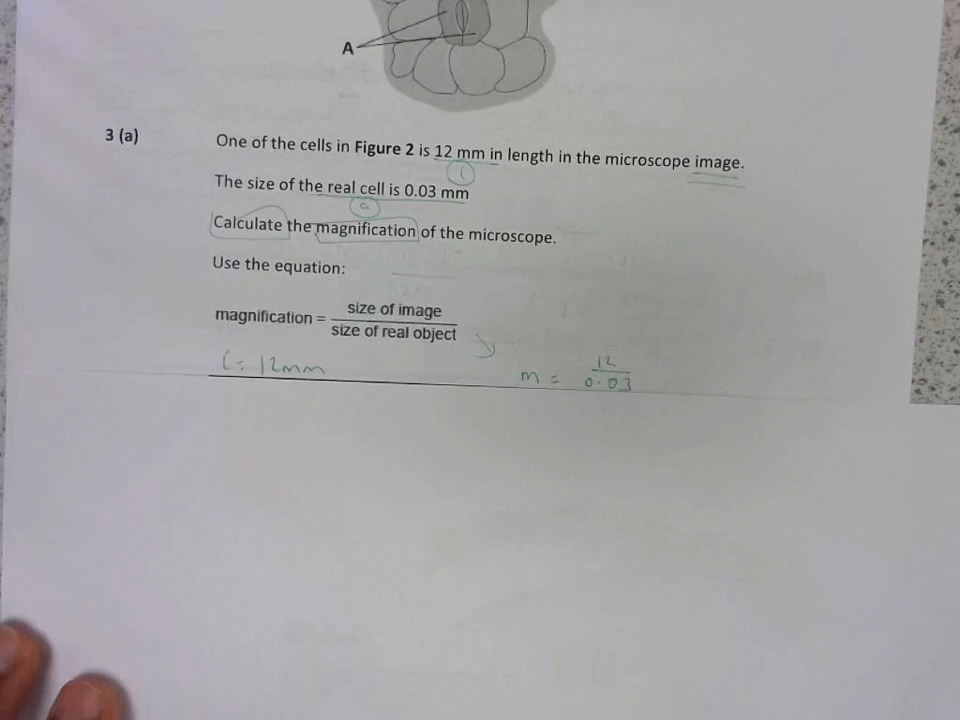 A
3 (a) One of the cells in Figure 2 is 12 mm in length in the microscope image.
i
The size of the real cell is 0.03 mm
a
Calculate the magnification of the microscope.
Use the equation:
magnification = size of image
size of real object
i = 12mm m = 12
0.03